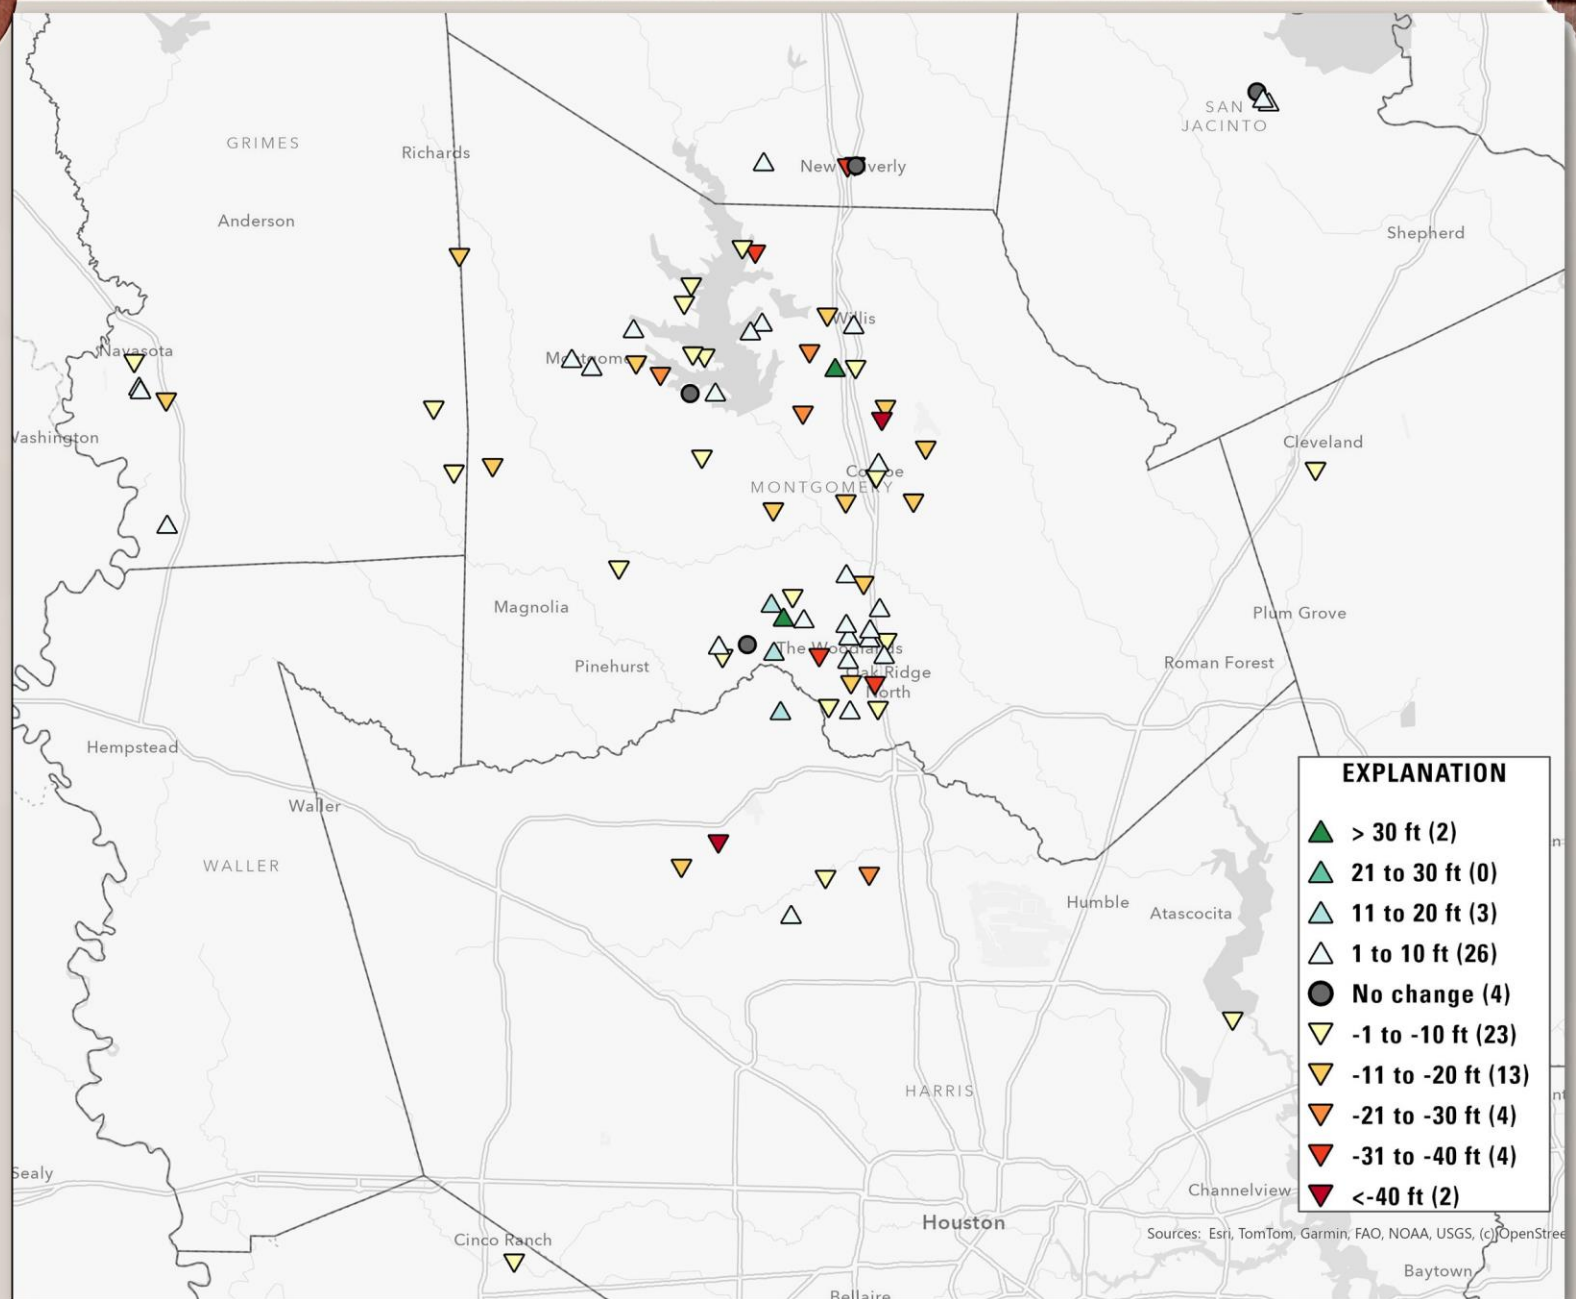 GRIMES
Richards
SAN
JACINTO
Anderson
Shepherd
Willis
Navasota
Cleveland
MONTGOMERY
Magnolia
Plum Grove
The Woodlands
Pinehurst
Roman Forest
Oak Ridge
North
Hempstead
Waller
WALLER
Humble
Atascocita
HARRIS
Sealy
Channelview
Houston
Cinco Ranch
Baytown
Bellaire
EXPLANATION
> 30 ft (2)
21 to 30 ft (0)
11 to 20 ft (3)
1 to 10 ft (26)
No change (4)
-1 to -10 ft (23)
-11 to -20 ft (13)
-21 to -30 ft (4)
-31 to -40 ft (4)
<-40 ft (2)
Sources: Esri, TomTom, Garmin, FAO, NOAA, USGS, (c) OpenStree